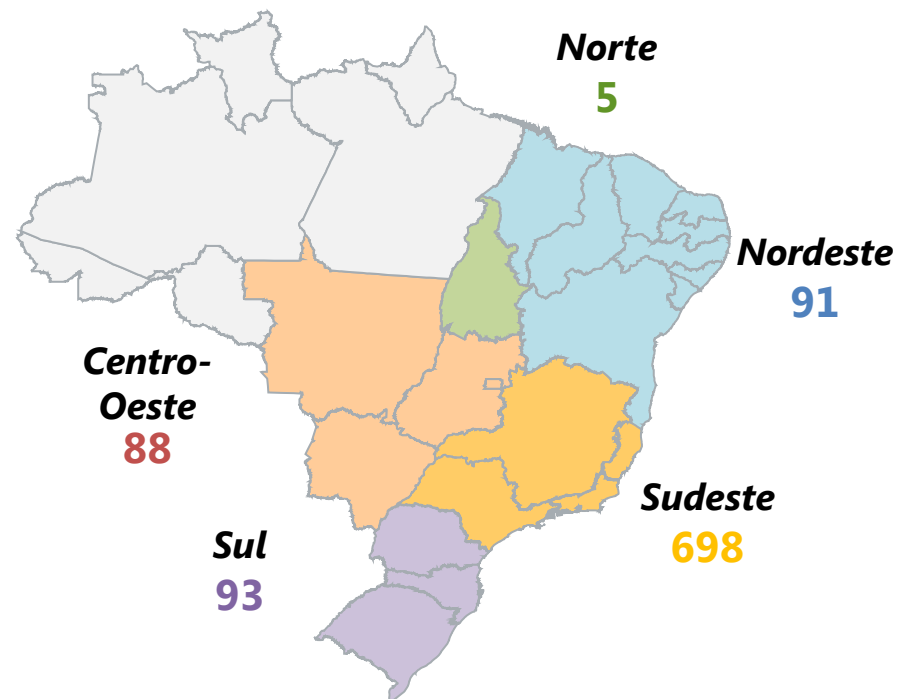 Norte
5
Nordeste
91
Centro-
Oeste
88
Sudeste
698
Sul
93